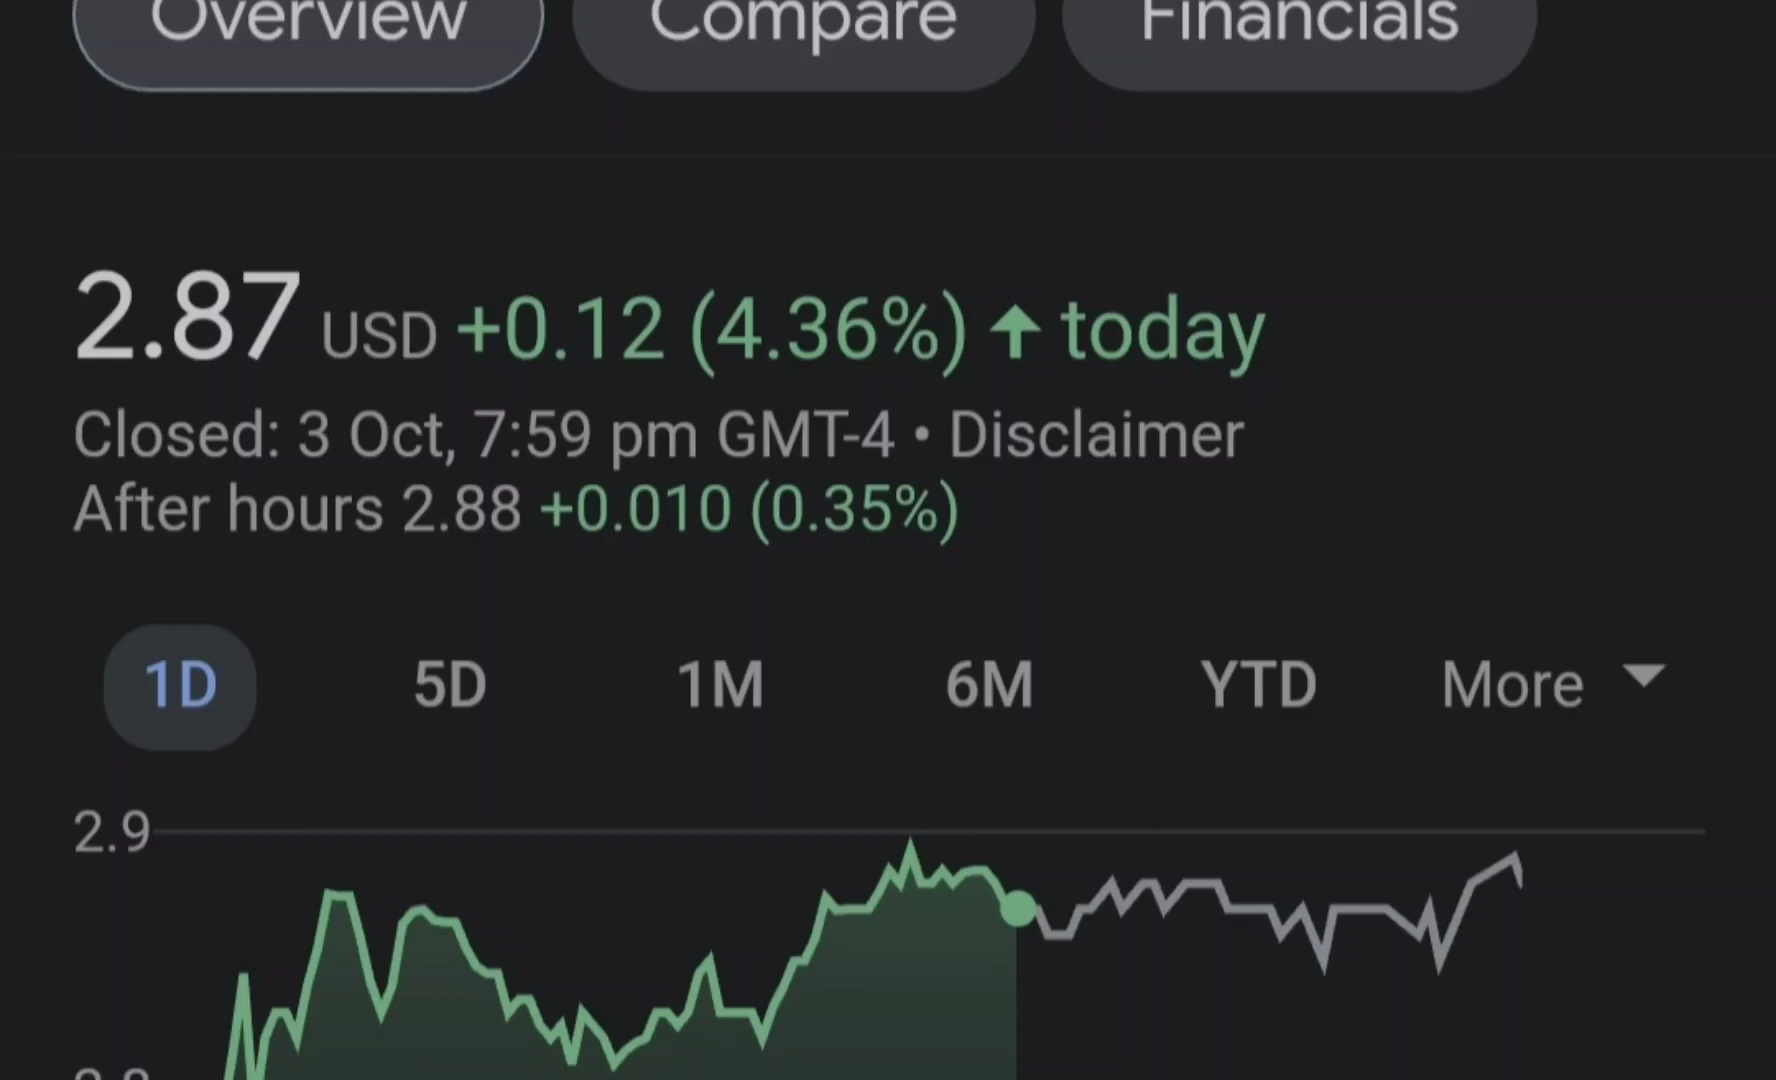 Overview Compare Financials
2.87 USD +0.12 (4.36%) ↑ today
Closed: 3 Oct, 7:59 pm GMT-4 • Disclaimer
After hours 2.88 +0.010 (0.35%)
1D 5D 1M 6M YTD More
2.9